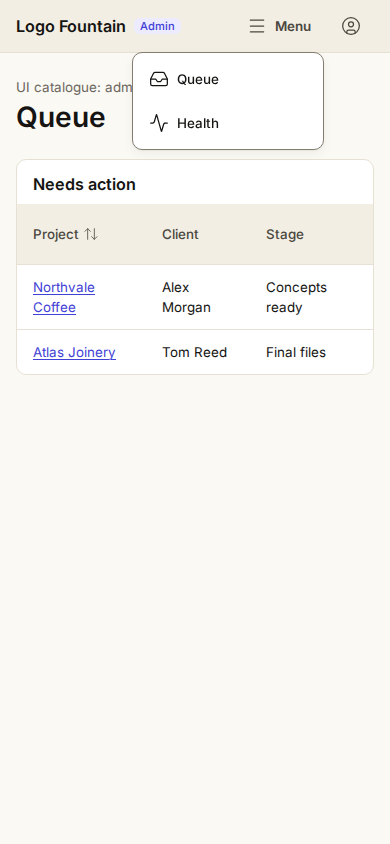 Logo Fountain Admin Menu
Queue
Health
UI catalogue: adm
Queue
Needs action
Project Client Stage
Northvale Coffee Alex Morgan Concepts ready
Atlas Joinery Tom Reed Final files